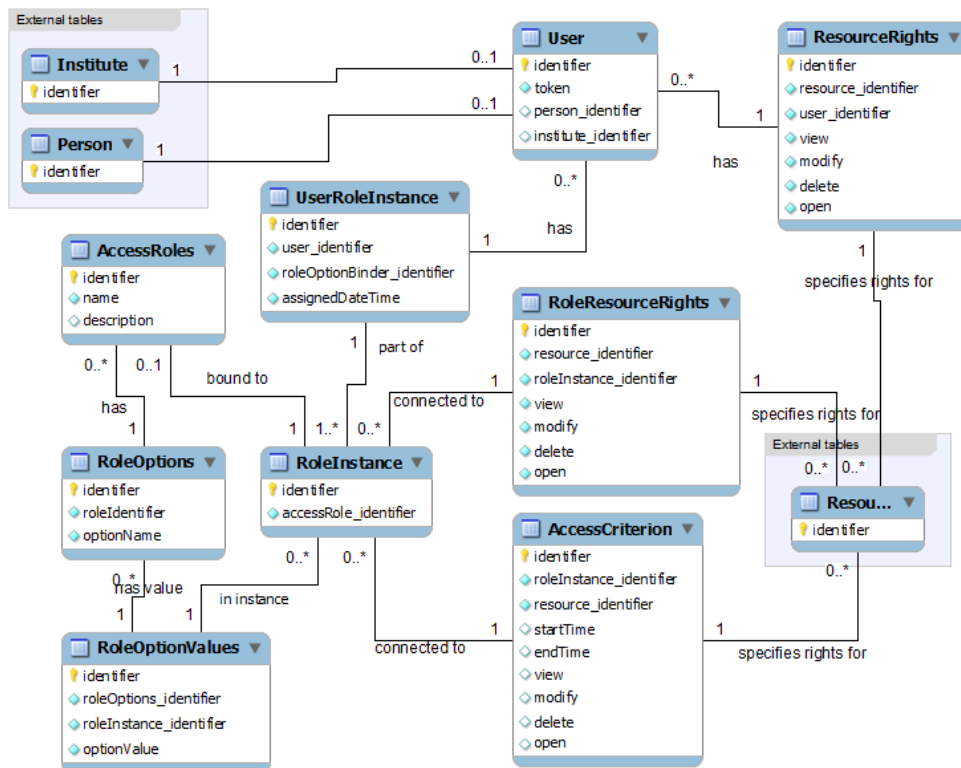 External tables
Institute
identifier
Person
identifier
1
0..1
1
0..1
User
identifier
token
person_identifier
institute_identifier
0..*
1
has
ResourceRights
identifier
resource_identifier
user_identifier
view
modify
delete
open
0..*
has
1
UserRoleInstance
identifier
user_identifier
roleOptionBinder_identifier
assignedDateTime
1
specifies rights for
AccessRoles
identifier
name
description
0..*
0..1
has
1
bound to
1
1
part of
1..*
0..*
connected to
1
RoleResourceRights
identifier
resource_identifier
roleInstance_identifier
view
modify
delete
open
1
specifies rights for
External tables
0..*
0..*
Resou...
identifier
0..*
RoleOptions
identifier
roleIdentifier
optionName
0..*
has value
1
RoleInstance
identifier
accessRole_identifier
0..*
0..*
in instance
1
connected to
1
AccessCriterion
identifier
roleInstance_identifier
resource_identifier
startTime
endTime
view
modify
delete
open
1
specifies rights for
RoleOptionValues
identifier
roleOptions_identifier
roleInstance_identifier
optionValue